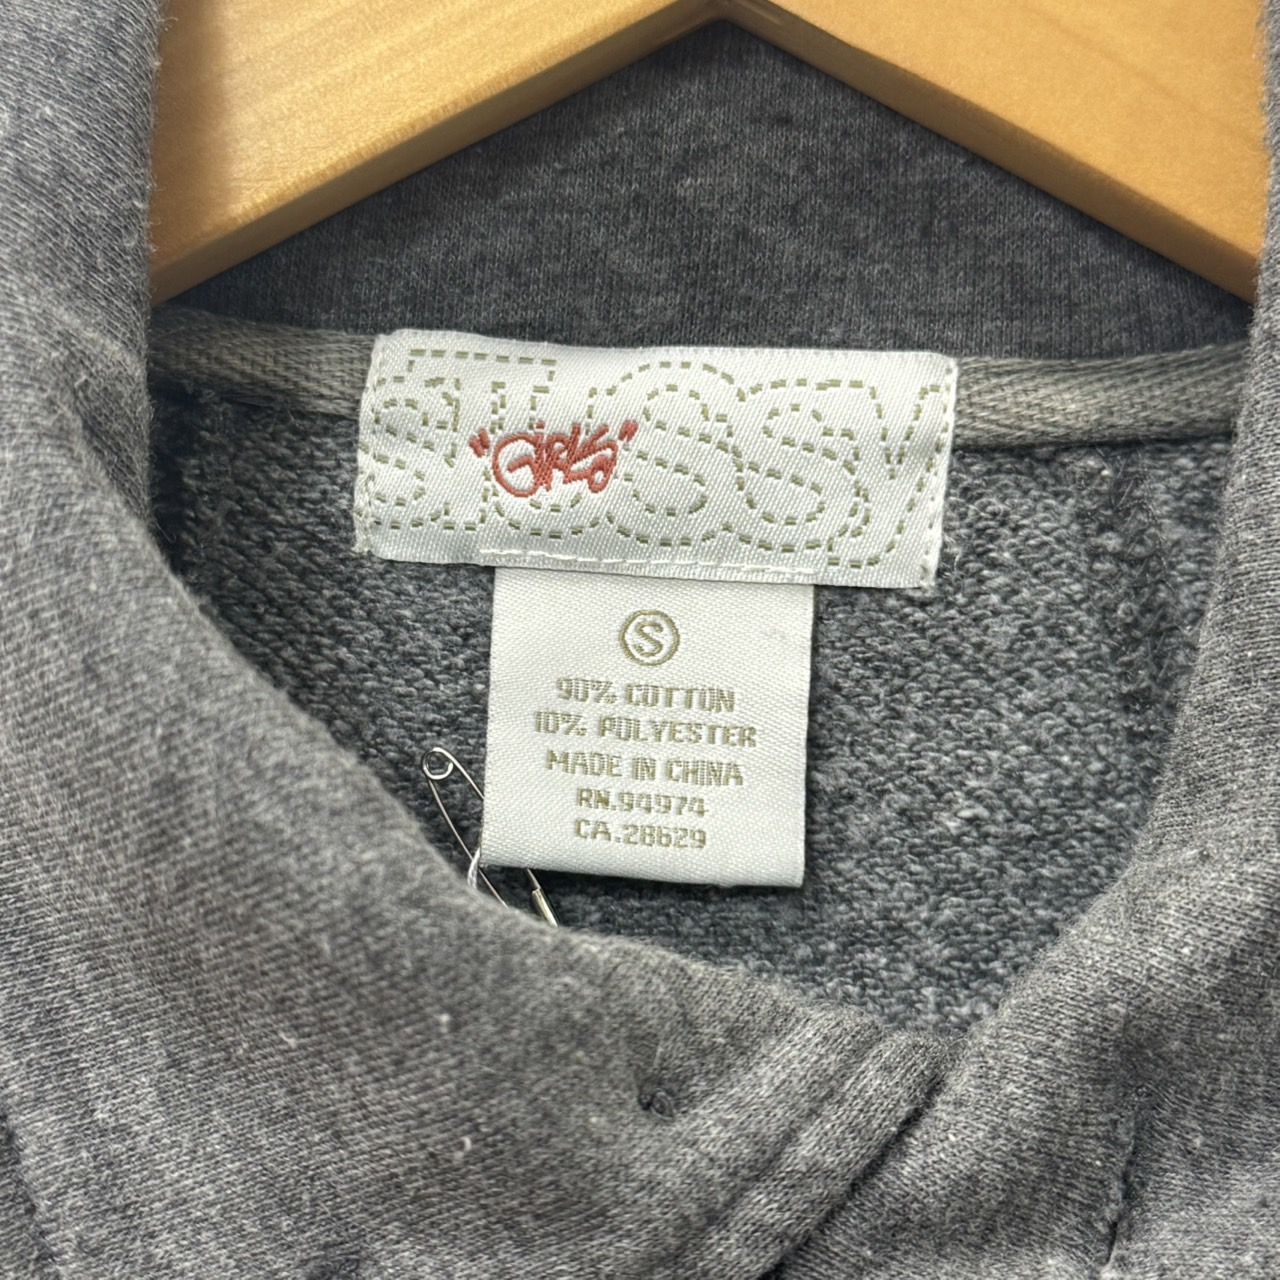 STUSSY
"GIRLS"
S
90% COTTON
10% POLYESTER
MADE IN CHINA
RN.94974
CA.28629